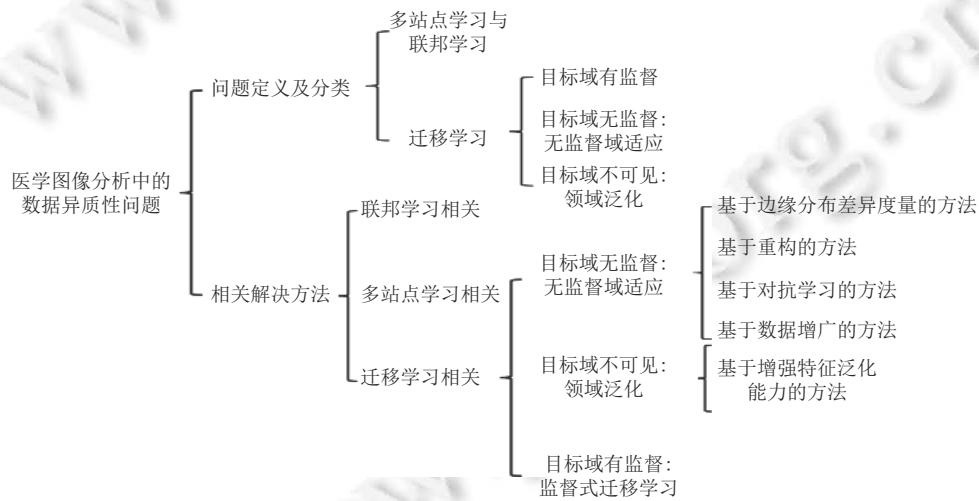 医学图像分析中的
数据异质性问题
问题定义及分类
多站点学习与
联邦学习
迁移学习
目标域有监督
目标域无监督:
无监督域适应
目标域不可见:
领域泛化
相关解决方法
联邦学习相关
多站点学习相关
迁移学习相关
目标域无监督:
无监督域适应
基于边缘分布差异度量的方法
基于重构的方法
基于对抗学习的方法
基于数据增广的方法
目标域不可见:
领域泛化
基于增强特征泛化
能力的方法
目标域有监督:
监督式迁移学习